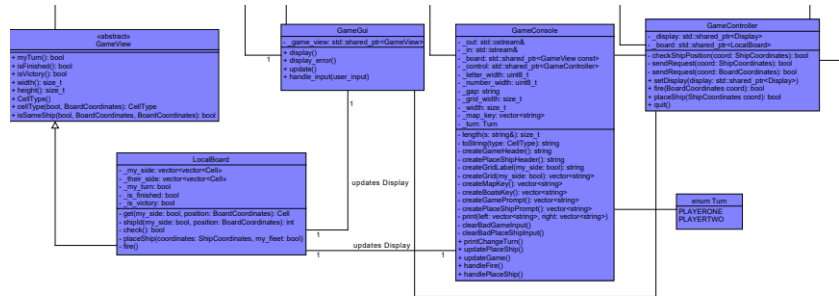 «abstract»
GameView
+ myTurn(): bool
+ isFinished(): bool
+ isVictory(): bool
+ width(): size_t
+ height(): size_t
+ CellType()
+ cellType(bool, BoardCoordinates): CellType
+ isSameShip(BoardCoordinates, BoardCoordinates): bool
GameGui
- _game_view: std::shared_ptr<GameView>
+ display()
- display_error()
+ update()
+ handle_input(user_input)
GameConsole
- _out: std::ostream&
- _in: std::istream&
- _board: std::shared_ptr<GameView const>
- _control: std::shared_ptr<GameController>
- _letter_width: uint8_t
- _number_width: uint8_t
- _gap: string
- _grid_width: size_t
- _width: size_t
- _map_key: vector<string>
- _turn: Turn
- length(s: string&): size_t
- toString(type: CellType): string
- createGameHeader(): string
- createPlaceShipHeader(): string
- createGridLabel(my_side: bool): string
- createGrid(my_side: bool): vector<string>
- createMapKey(): vector<string>
- createBoatsKey(): vector<string>
- createGamePrompt(): vector<string>
- createPlaceShipPrompt(): vector<string>
- print(left: vector<string>, right: vector<string>)
- clearBadGameInput()
- clearBadPlaceShipInput()
+ printChangeTurn()
+ updatePlaceShip()
+ updateGame()
+ handleFire()
+ handlePlaceShip()
GameController
- _display: std::shared_ptr<Display>
- _board: std::shared_ptr<LocalBoard>
- checkShipPosition(coord: ShipCoordinates): bool
- sendRequest(coord: ShipCoordinates): bool
- sendRequest(coord: BoardCoordinates): bool
+ setDisplay(display: std::shared_ptr<Display>)
+ fire(BoardCoordinates coord): bool
+ placeShip(ShipCoordinates coord): bool
+ quit()
LocalBoard
- _my_side: vector<vector<Cell»
- _their_side: vector<vector<Cell»
- _my_turn: bool
- _is_finished: bool
- _is_victory: bool
- get(my_side: bool, position: BoardCoordinates): Cell
- shipId(my_side: bool, position: BoardCoordinates): int
- check(): bool
- placeShip(coordinates: ShipCoordinates, my_fleet: bool)
- fire()
enum Turn
PLAYERONE
PLAYERTWO
1
1
1
updates Display
1
updates Display
1
1